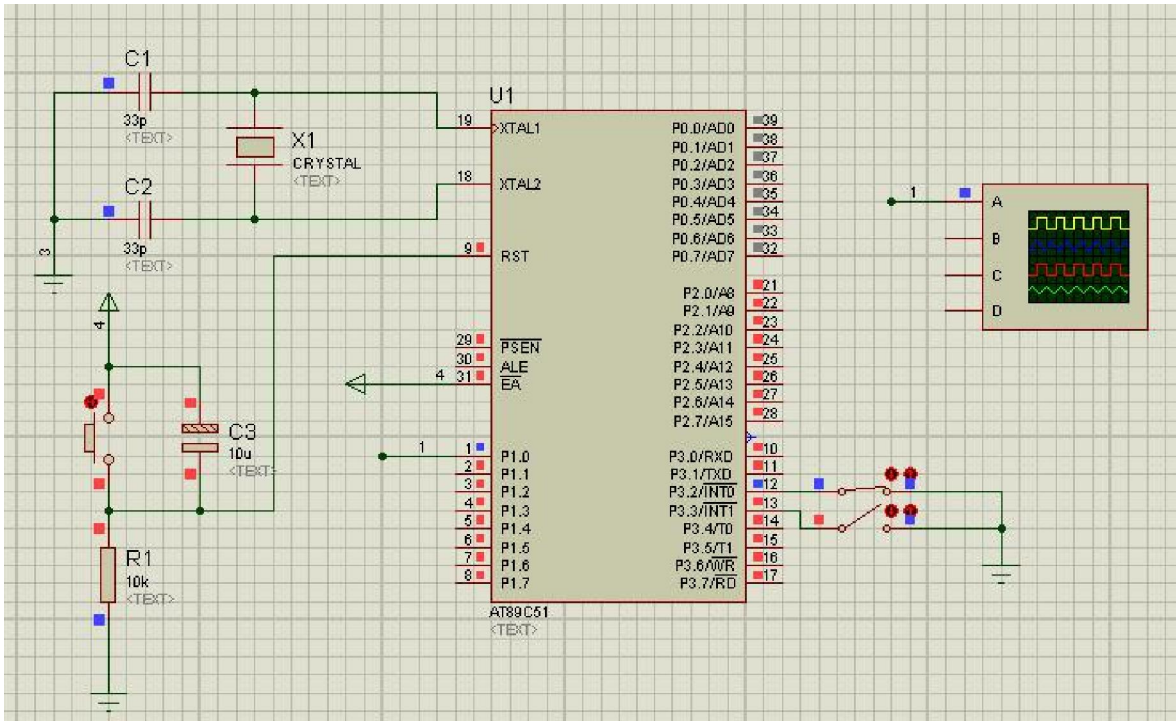 C1
33p
<TEXT>
X1
CRYSTAL
<TEXT>
C2
33p
<TEXT>
3
4
C3
10u
<TEXT>
R1
10k
<TEXT>
U1
19 XTAL1
18 XTAL2
9 RST
29 PSEN
30 ALE
4 31 EA
1 1 P1.0
2 P1.1
3 P1.2
4 P1.3
5 P1.4
6 P1.5
7 P1.6
8 P1.7
P0.0/AD0 39
P0.1/AD1 38
P0.2/AD2 37
P0.3/AD3 36
P0.4/AD4 35
P0.5/AD5 34
P0.6/AD6 33
P0.7/AD7 32
P2.0/A8 21
P2.1/A9 22
P2.2/A10 23
P2.3/A11 24
P2.4/A12 25
P2.5/A13 26
P2.6/A14 27
P2.7/A15 28
P3.0/RXD 10
P3.1/TXD 11
P3.2/INT0 12
P3.3/INT1 13
P3.4/T0 14
P3.5/T1 15
P3.6/WR 16
P3.7/RD 17
AT89C51
<TEXT>
1 A
B
C
D